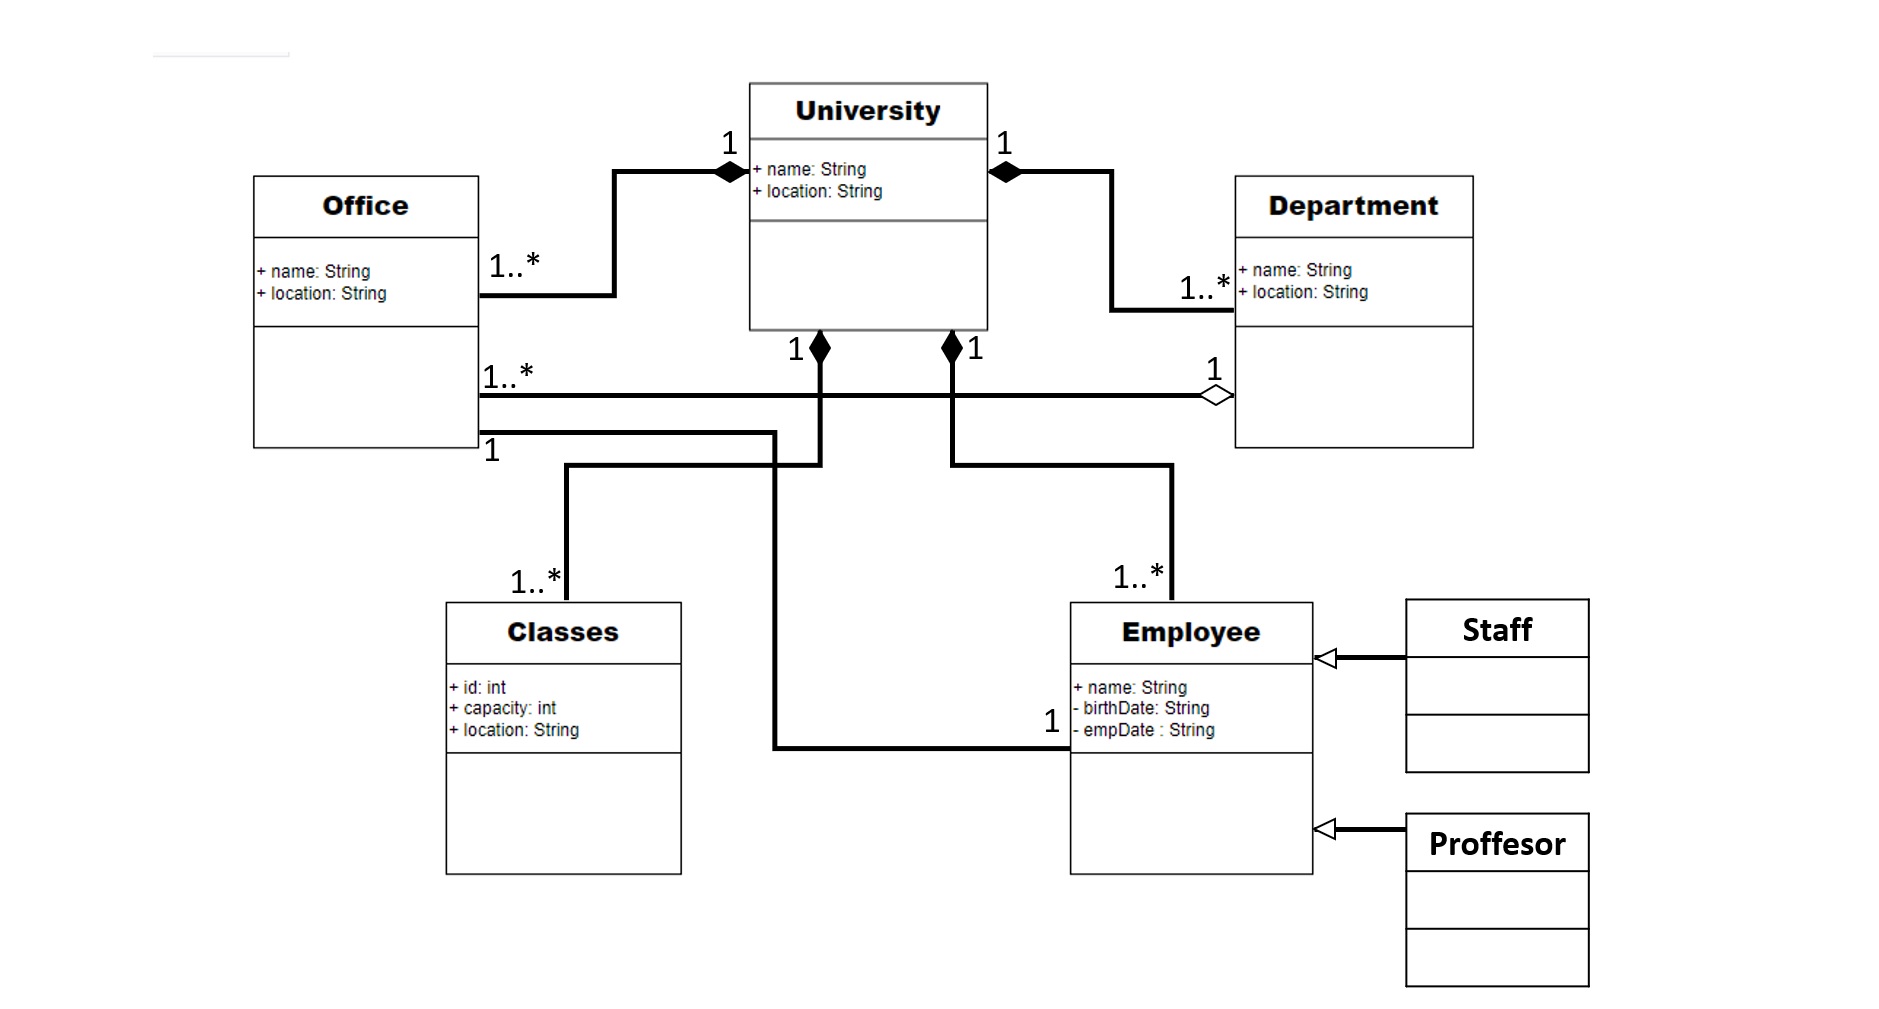 University
+ name: String
+ location: String
1
1
1
1
Office
+ name: String
+ location: String
1..*
1..*
1
Department
+ name: String
+ location: String
1..*
1
Classes
+ id: int
+ capacity: int
+ location: String
1..*
Employee
+ name: String
- birthDate: String
- empDate : String
1..*
1
Staff
Proffesor